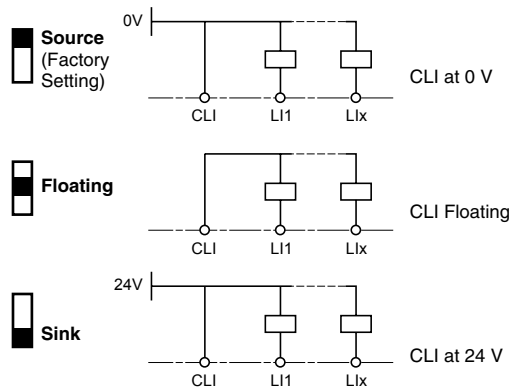 0V
Source
(Factory
Setting)
CLI at 0 V
CLI LI1 LIx
Floating
CLI Floating
CLI LI1 LIx
24V
Sink
CLI at 24 V
CLI LI1 LIx